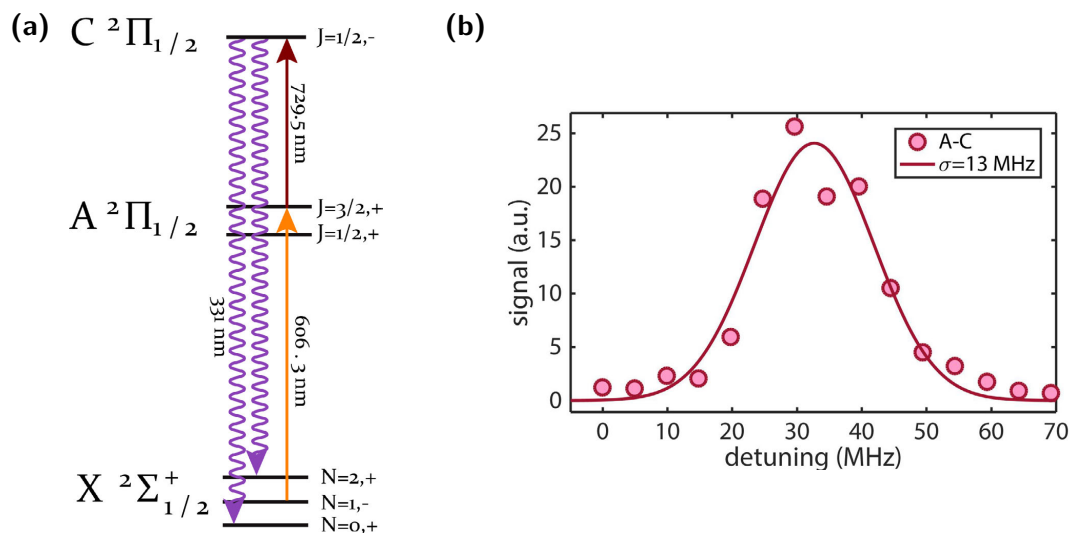 (a)
C ²Π₁/₂
J=1/2,-
729.5 nm
A ²Π₁/₂
J=3/2,+
J=1/2,+
331 nm
606.3 nm
X ²Σ⁺₁/₂
N=2,+
N=1,-
N=0,+
(b)
signal (a.u.)
25
20
15
10
5
0
A-C
σ=13 MHz
0 10 20 30 40 50 60 70
detuning (MHz)